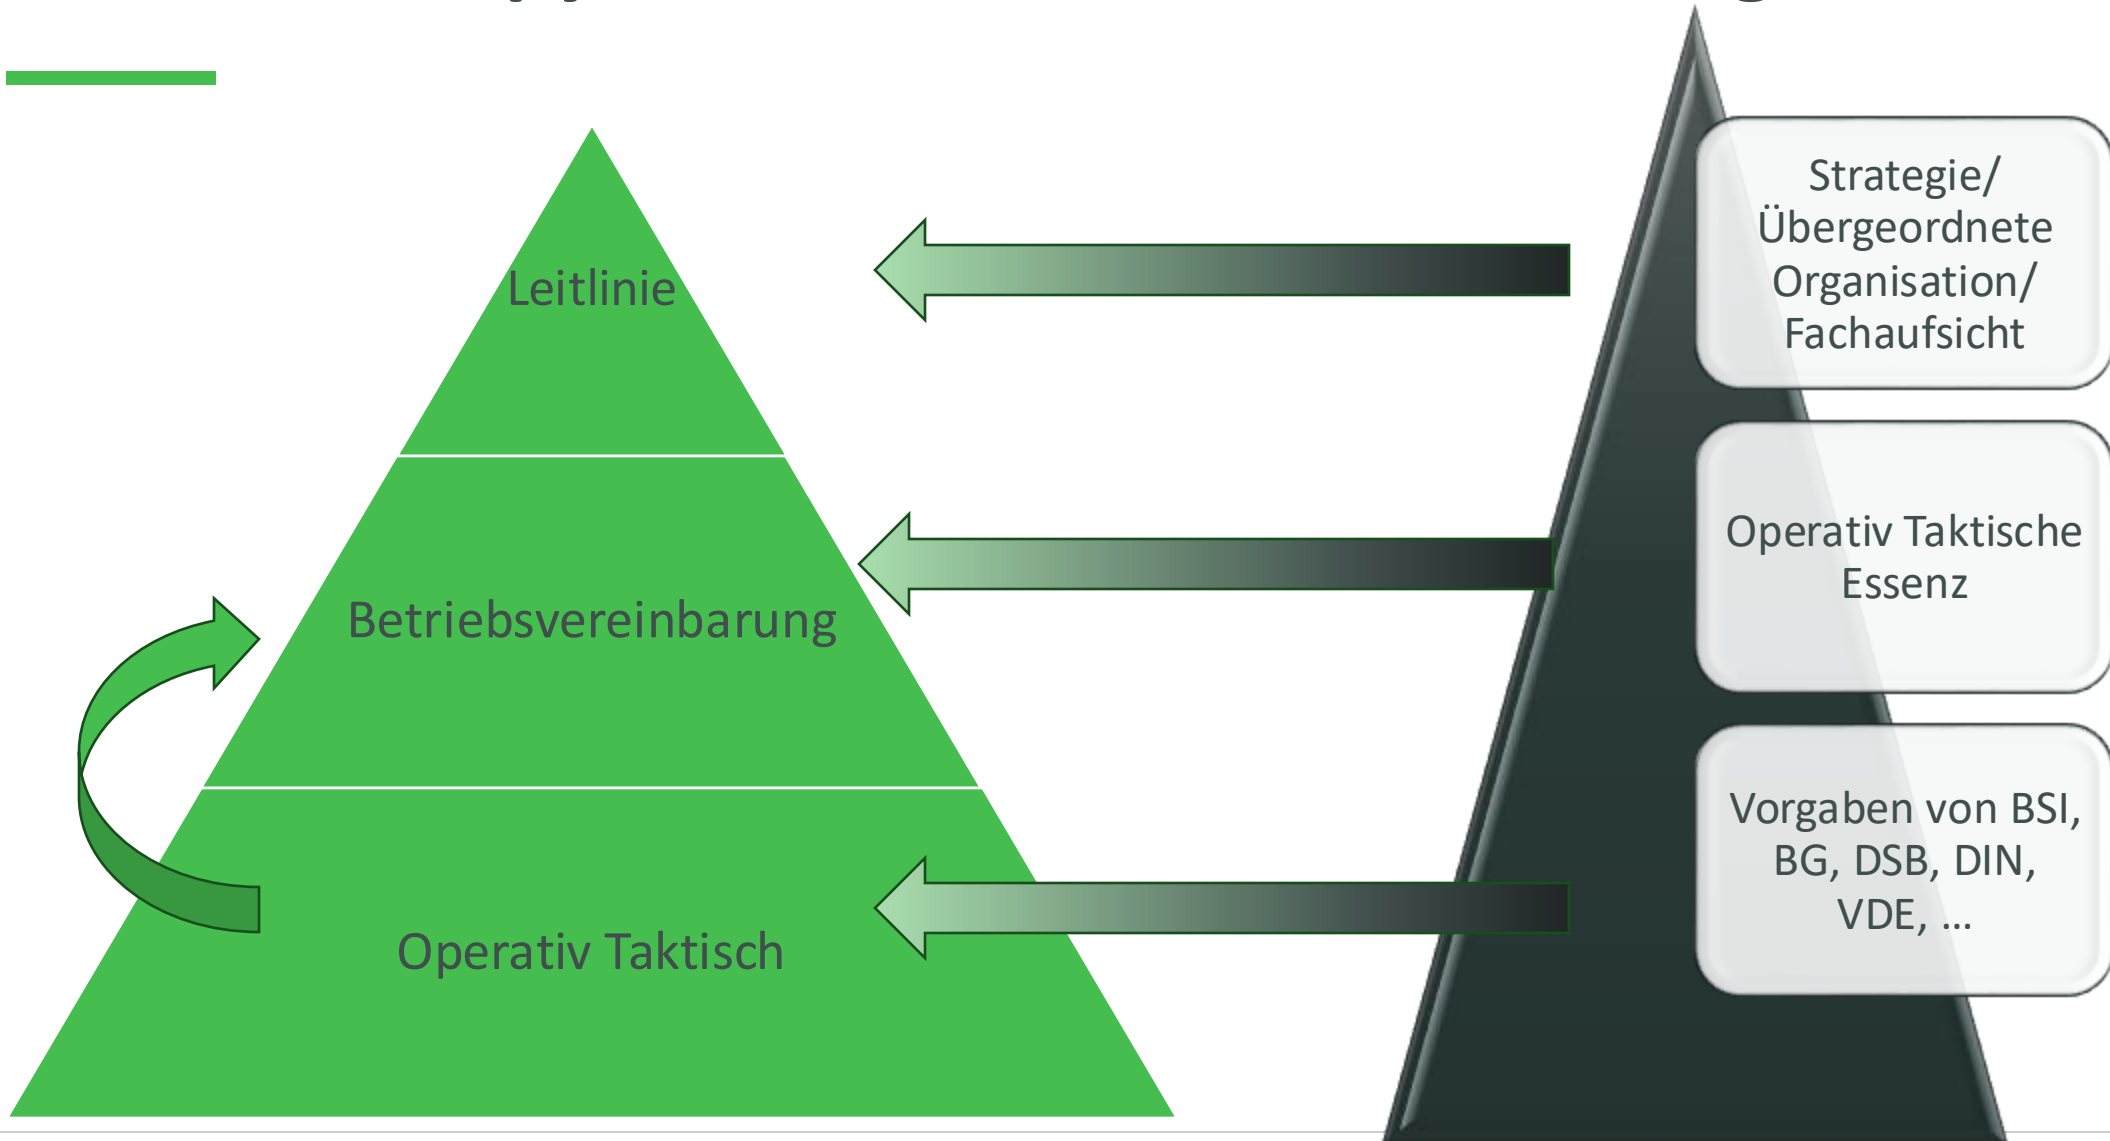 Leitlinie
Betriebsvereinbarung
Operativ Taktisch
Strategie/
Übergeordnete
Organisation/
Fachaufsicht
Operativ Taktische
Essenz
Vorgaben von BSI,
BG, DSB, DIN,
VDE, ...